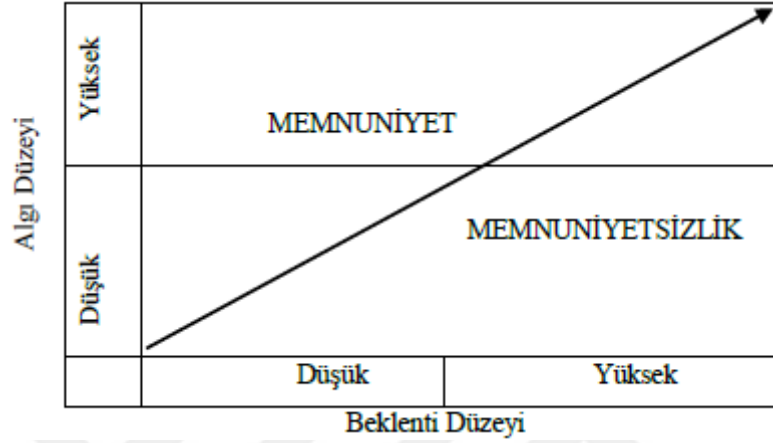 Algı Düzeyi
Yüksek
MEMNUNİYET
MEMNUNİYETSİZLİK
Düşük
Düşük
Yüksek
Beklenti Düzeyi